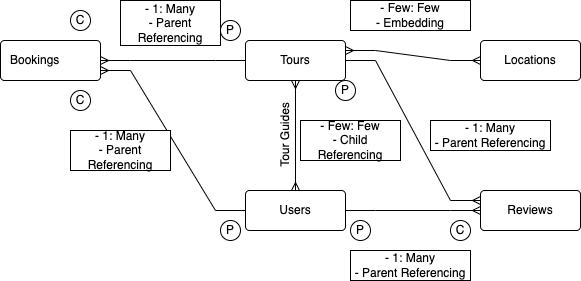 C
- 1: Many
- Parent
Referencing
P
- Few: Few
- Embedding
Bookings
Tours
Locations
C
P
- 1: Many
- Parent
Referencing
Tour Guides
- Few: Few
- Child
Referencing
- 1: Many
- Parent Referencing
Users
Reviews
P
P
C
- 1: Many
- Parent Referencing